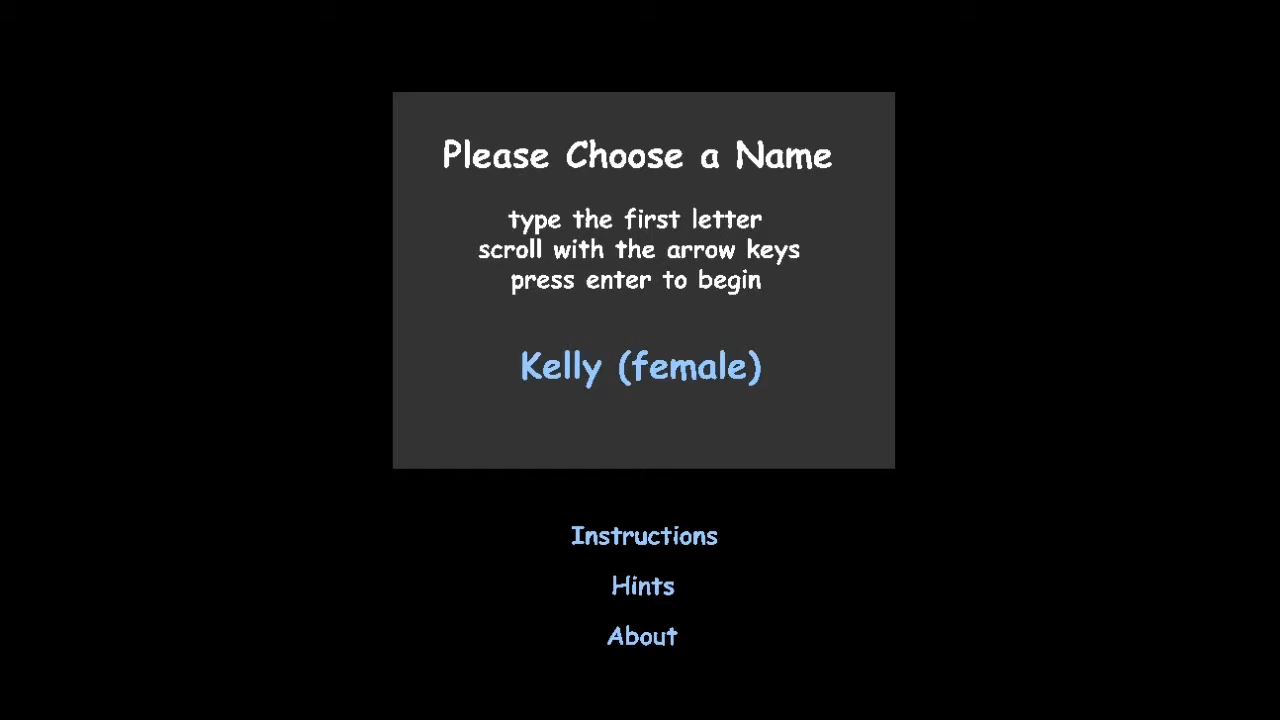 Please Choose a Name
type the first letter
scroll with the arrow keys
press enter to begin
Kelly (female)
Instructions
Hints
About